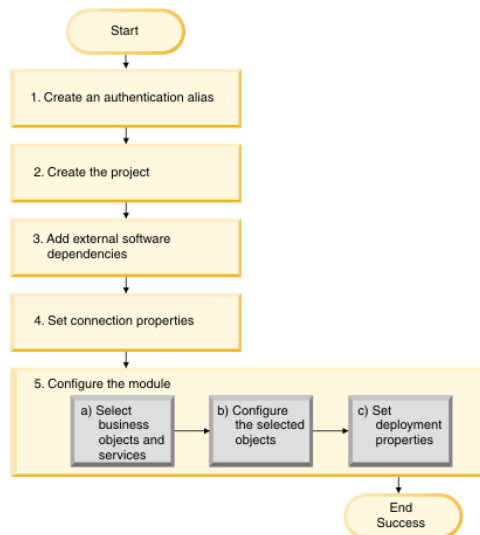 Start
1. Create an authentication alias
2. Create the project
3. Add external software
dependencies
4. Set connection properties
5. Configure the module
a) Select
business
objects and
services
b) Configure
the selected
objects
c) Set
deployment
properties
End
Success